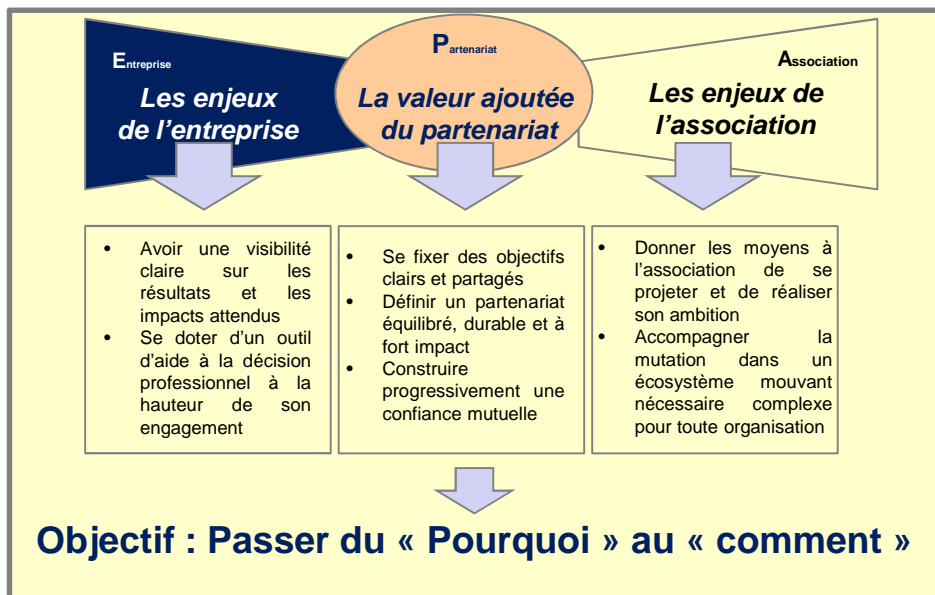 Entreprise
Les enjeux
de l'entreprise
Partenariat
La valeur ajoutée
du partenariat
Association
Les enjeux de
l'association
• Avoir une visibilité
claire sur les
résultats et les
impacts attendus
• Se doter d'un outil
d'aide à la décision
professionnel à la
hauteur de son
engagement
• Se fixer des objectifs
clairs et partagés
• Définir un partenariat
équilibré, durable et à
fort impact
• Construire
progressivement une
confiance mutuelle
• Donner les moyens à
l'association de se
projeter et de réaliser
son ambition
• Accompagner la
mutation dans un
écosystème mouvant
nécessaire complexe
pour toute organisation
Objectif : Passer du « Pourquoi » au « comment »